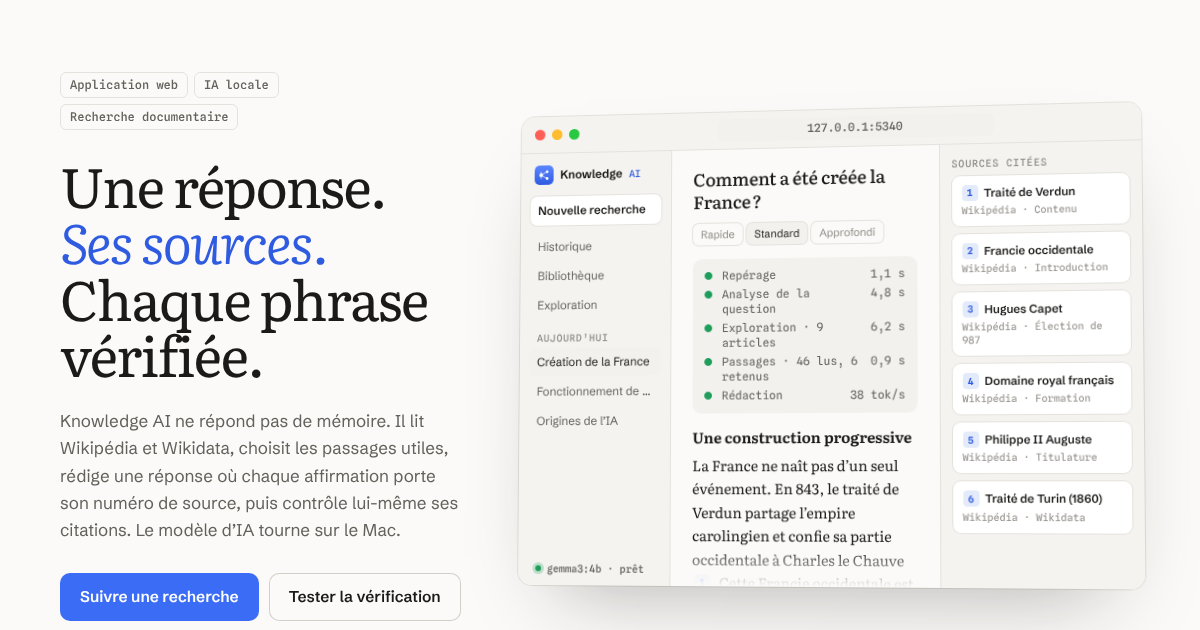 Application web
IA locale
Recherche documentaire
Une réponse.
Ses sources.
Chaque phrase
vérifiée.
Knowledge AI ne répond pas de mémoire. Il lit
Wikipédia et Wikidata, choisit les passages utiles,
rédige une réponse où chaque affirmation porte
son numéro de source, puis contrôle lui-même ses
citations. Le modèle d’IA tourne sur le Mac.
Suivre une recherche
Tester la vérification
127.0.0.1:5340
Knowledge AI
Nouvelle recherche
Historique
Bibliothèque
Exploration
AUJOURD’HUI
Création de la France
Fonctionnement de …
Origines de l’IA
gemma3:4b · prêt
Comment a été créée la
France ?
Rapide
Standard
Approfondi
Repérage 1,1 s
Analyse de la 4,8 s
question
Exploration · 9 6,2 s
articles
Passages · 46 lus, 6 0,9 s
retenus
Rédaction 38 tok/s
Une construction progressive
La France ne naît pas d’un seul
événement. En 843, le traité de
Verdun partage l’empire
carolingien et confie sa partie
occidentale à Charles le Chauve
1 . Cette Francie occidentale est
SOURCES CITÉES
1 Traité de Verdun
Wikipédia · Contenu
2 Francie occidentale
Wikipédia · Introduction
3 Hugues Capet
Wikipédia · Élection de
987
4 Domaine royal français
Wikipédia · Formation
5 Philippe II Auguste
Wikipédia · Titulature
6 Traité de Turin (1860)
Wikipédia · Wikidata